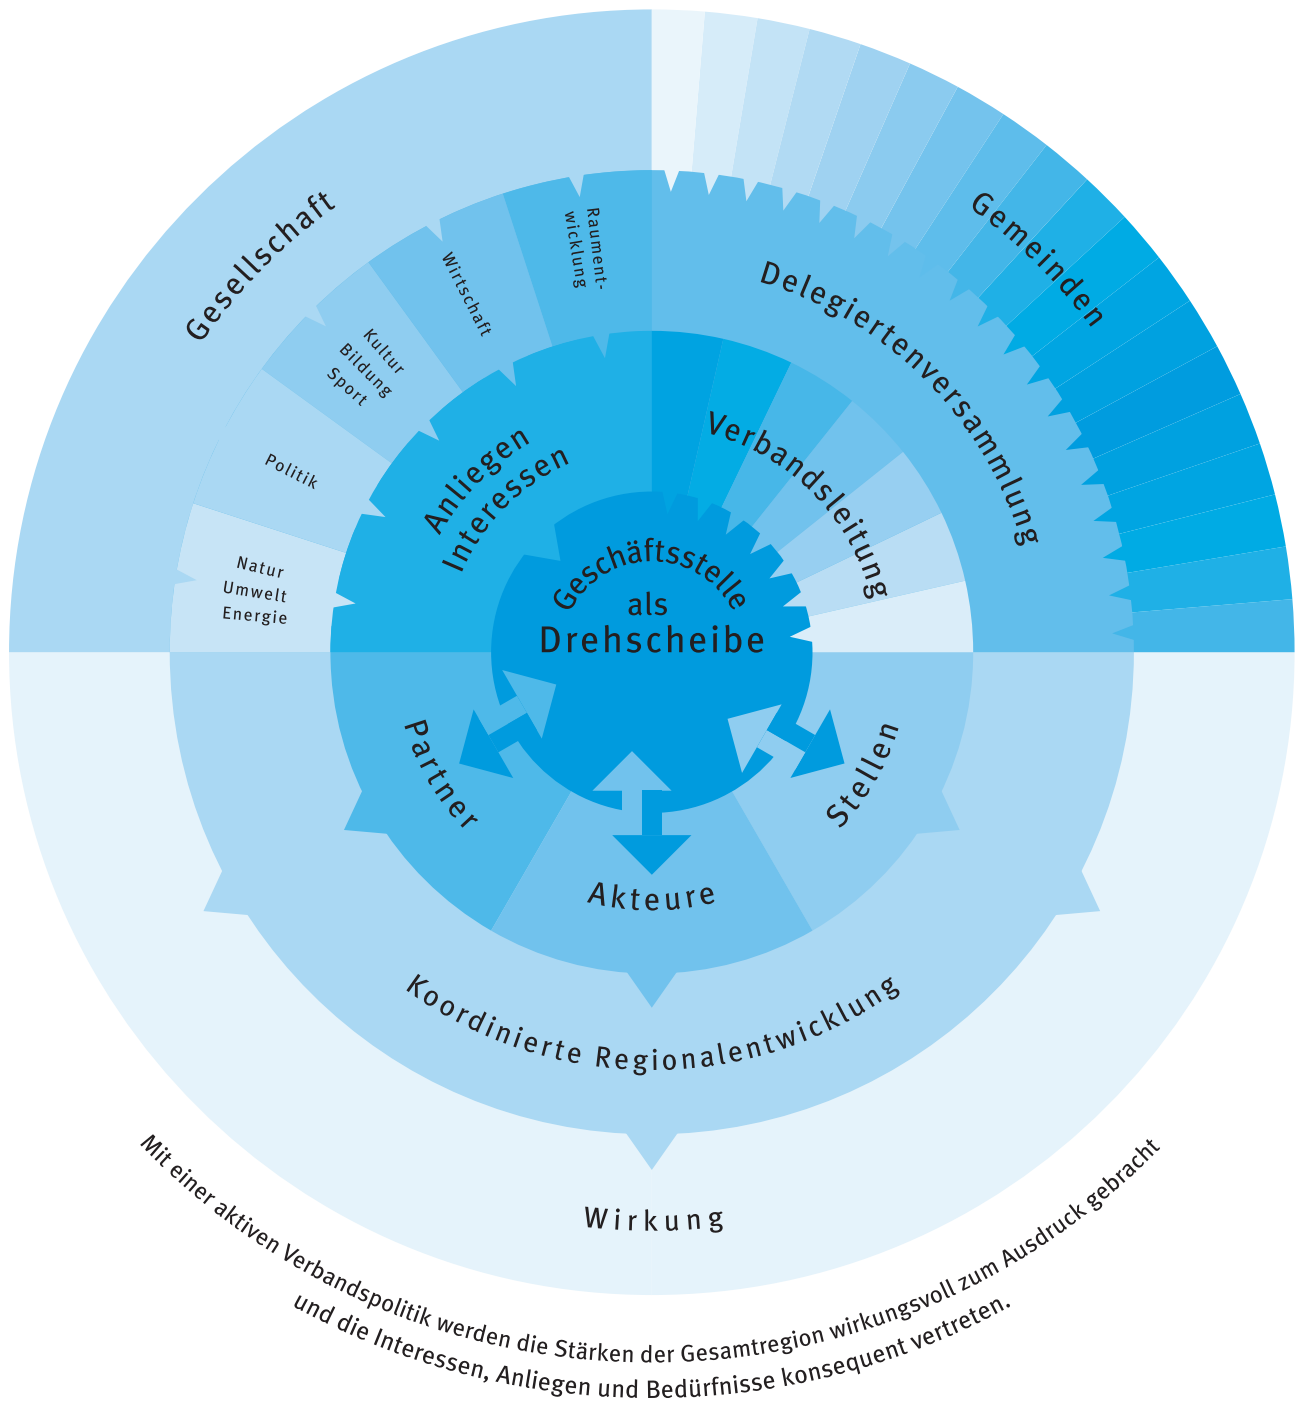 Gesellschaft
Gemeinden
Raument-
wicklung
Wirtschaft
Kultur
Bildung
Sport
Politik
Natur
Umwelt
Energie
Delegiertenversammlung
Anliegen
Interessen
Verbandsleitung
Geschäftsstelle
als
Drehscheibe
Partner
Akteure
Stellen
Koordinierte Regionalentwicklung
Wirkung
Mit einer aktiven Verbandspolitik werden die Stärken der Gesamtregion wirkungsvoll zum Ausdruck gebracht
und die Interessen, Anliegen und Bedürfnisse konsequent vertreten.